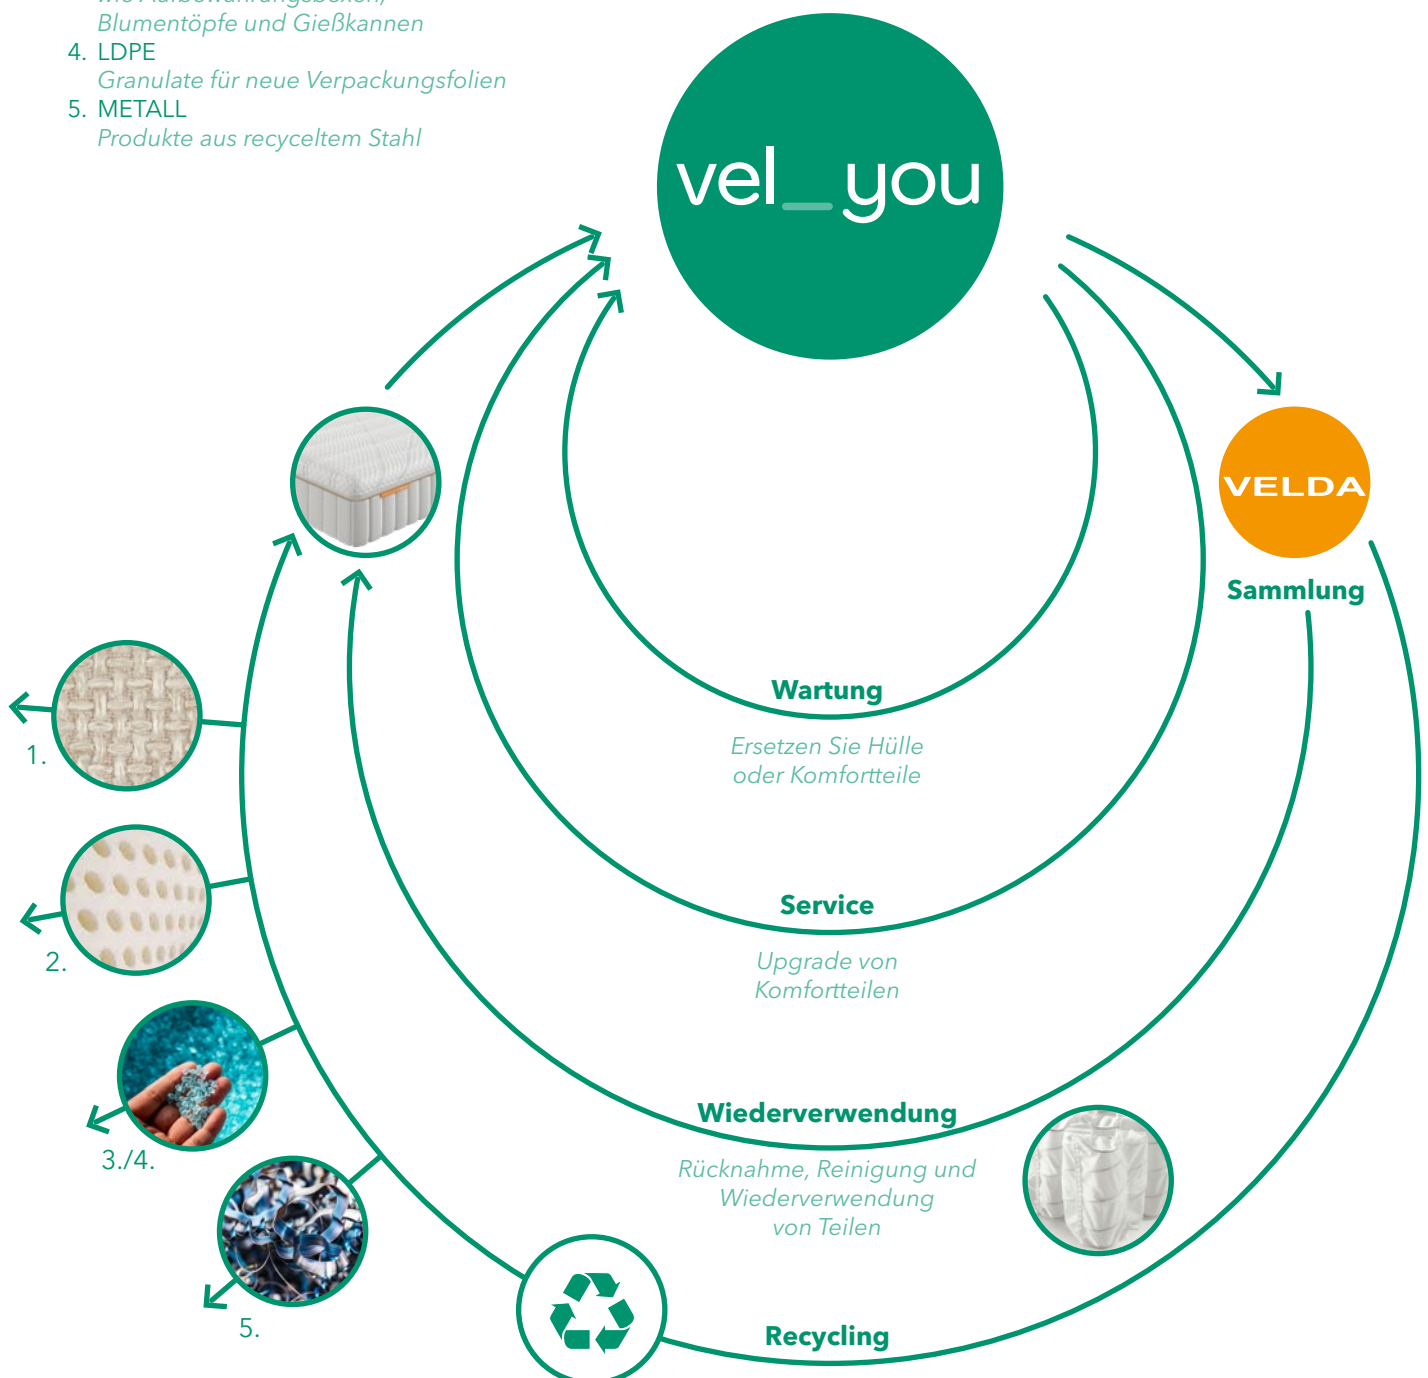 wie Aufbewahrungsboxen,
Blumentöpfe und Gießkannen
4. LDPE
Granulate für neue Verpackungsfolien
5. METALL
Produkte aus recyceltem Stahl
vel_you
VELDA
Sammlung
Wartung
Ersetzen Sie Hülle
oder Komfortteile
1.
Service
Upgrade von
Komfortteilen
2.
Wiederverwendung
Rücknahme, Reinigung und
Wiederverwendung
von Teilen
3./4.
5.
Recycling